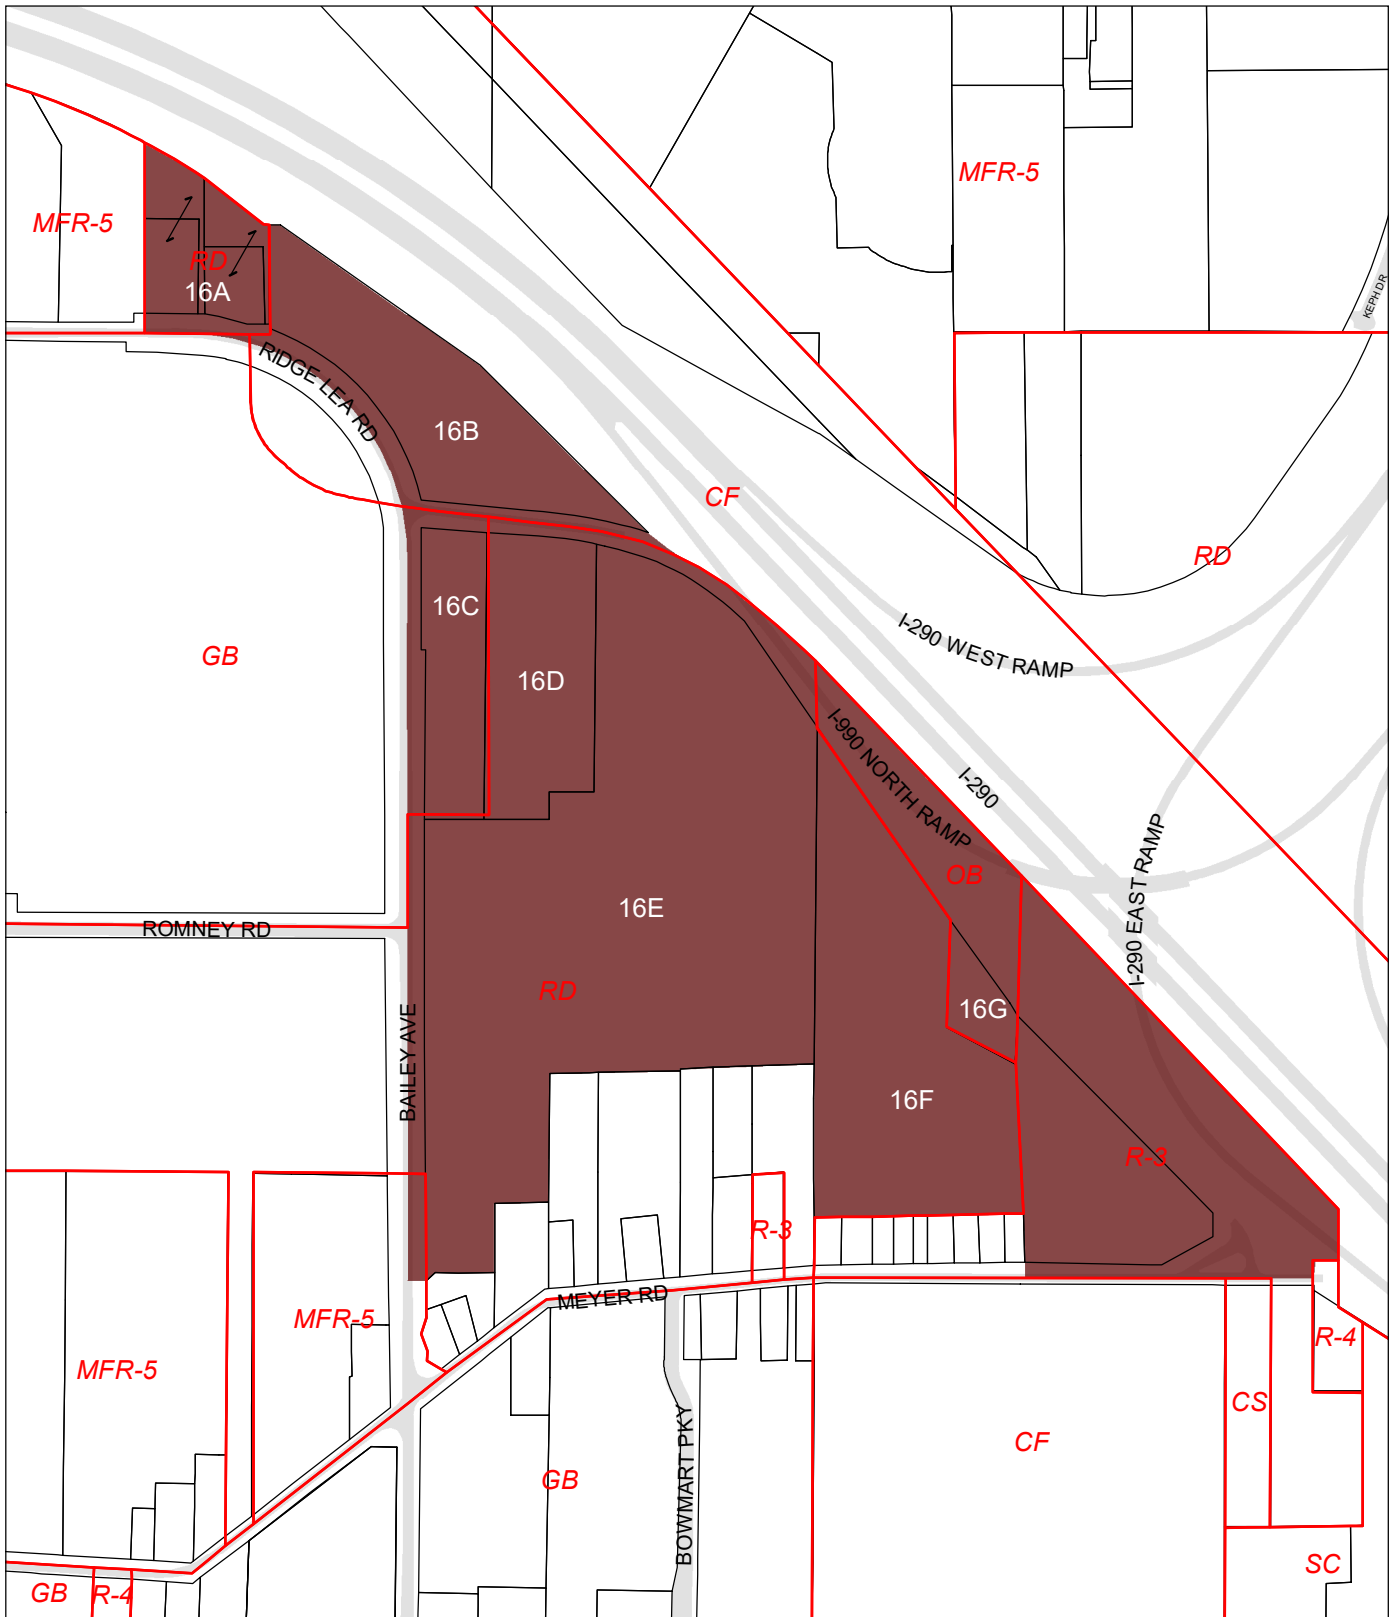 MFR-5
MFR-5
RD
16A
KEPH DR
RIDGE LEA RD
16B
CF
RD
16C
GB
I-290 WEST RAMP
16D
I-990 NORTH RAMP
I-290
OB
I-290 EAST RAMP
16E
ROMNEY RD
RD
16G
BAILEY AVE
16F
R-3
R-3
MEYER RD
MFR-5
R-4
MFR-5
CS
CF
GB
BOWMART PKY
SC
GB
R-4